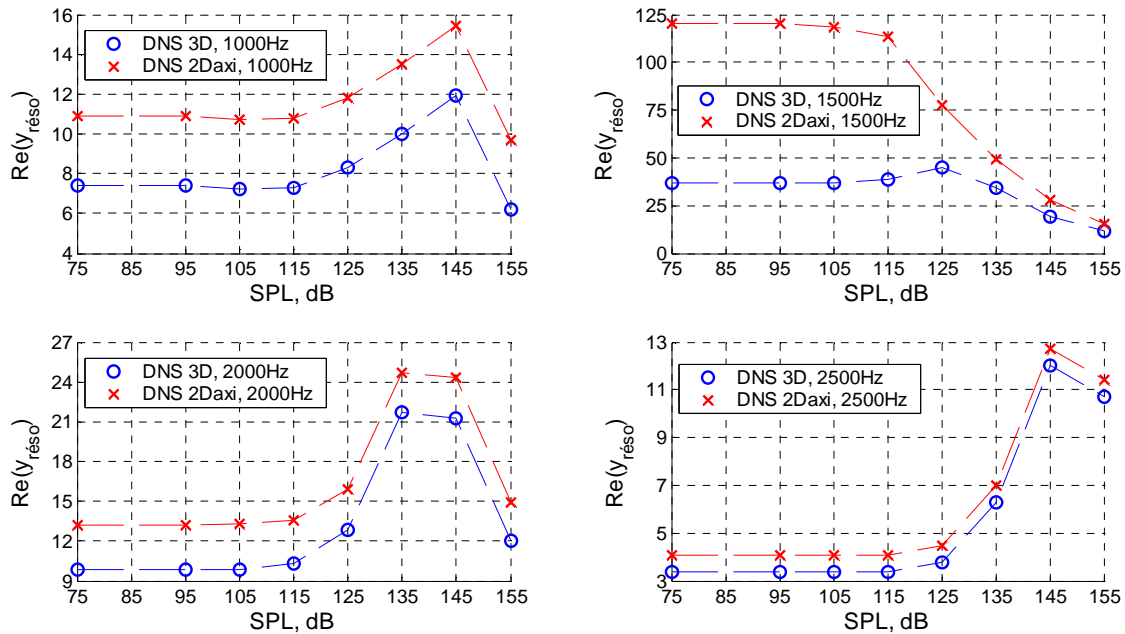 16
14
12
10
8
6
4
Re(y_réso)
DNS 3D, 1000Hz
DNS 2Daxi, 1000Hz
75 85 95 105 115 125 135 145 155
SPL, dB
125
100
75
50
25
0
Re(y_réso)
DNS 3D, 1500Hz
DNS 2Daxi, 1500Hz
75 85 95 105 115 125 135 145 155
SPL, dB
27
24
21
18
15
12
9
Re(y_réso)
DNS 3D, 2000Hz
DNS 2Daxi, 2000Hz
75 85 95 105 115 125 135 145 155
SPL, dB
13
11
9
7
5
3
Re(y_réso)
DNS 3D, 2500Hz
DNS 2Daxi, 2500Hz
75 85 95 105 115 125 135 145 155
SPL, dB